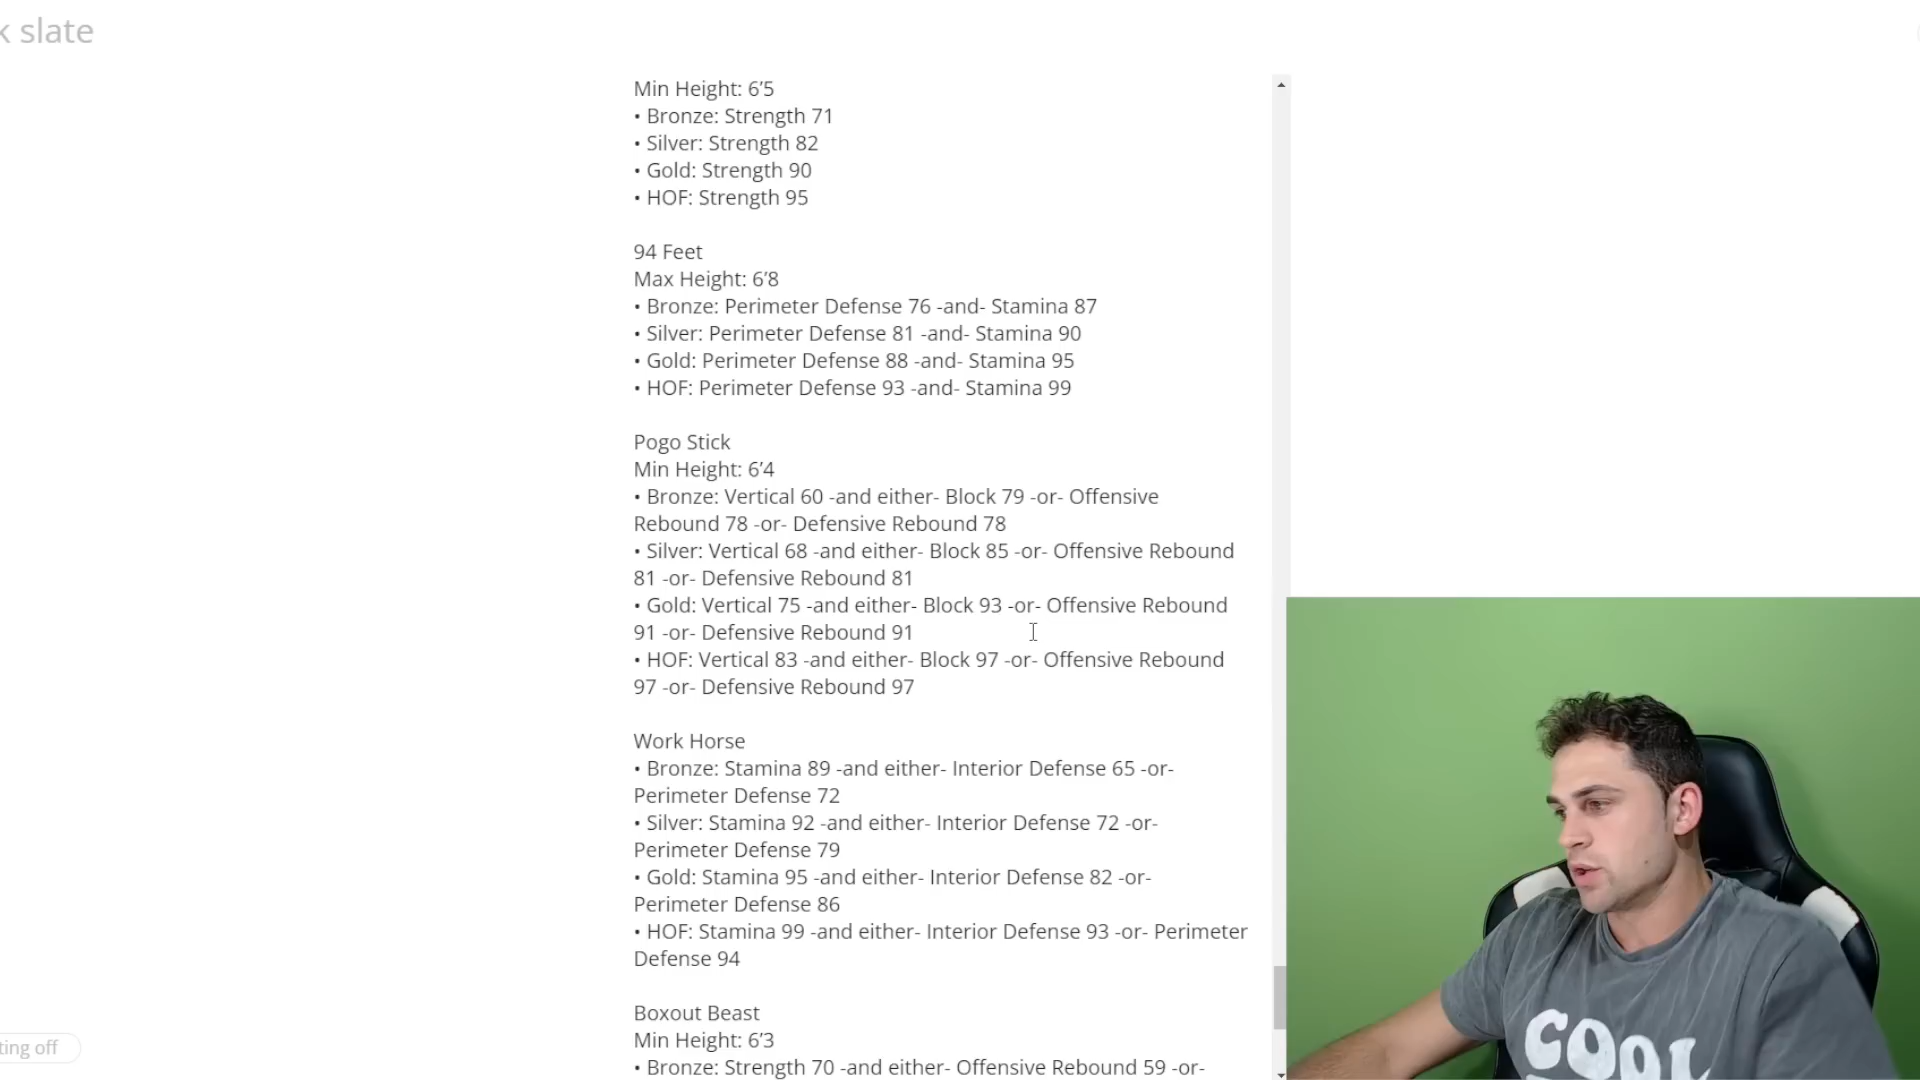 k slate
Min Height: 6’5
• Bronze: Strength 71
• Silver: Strength 82
• Gold: Strength 90
• HOF: Strength 95
94 Feet
Max Height: 6’8
• Bronze: Perimeter Defense 76 -and- Stamina 87
• Silver: Perimeter Defense 81 -and- Stamina 90
• Gold: Perimeter Defense 88 -and- Stamina 95
• HOF: Perimeter Defense 93 -and- Stamina 99
Pogo Stick
Min Height: 6’4
• Bronze: Vertical 60 -and either- Block 79 -or- Offensive
Rebound 78 -or- Defensive Rebound 78
• Silver: Vertical 68 -and either- Block 85 -or- Offensive Rebound
81 -or- Defensive Rebound 81
• Gold: Vertical 75 -and either- Block 93 -or- Offensive Rebound
91 -or- Defensive Rebound 91
• HOF: Vertical 83 -and either- Block 97 -or- Offensive Rebound
97 -or- Defensive Rebound 97
Work Horse
• Bronze: Stamina 89 -and either- Interior Defense 65 -or-
Perimeter Defense 72
• Silver: Stamina 92 -and either- Interior Defense 72 -or-
Perimeter Defense 79
• Gold: Stamina 95 -and either- Interior Defense 82 -or-
Perimeter Defense 86
• HOF: Stamina 99 -and either- Interior Defense 93 -or- Perimeter
Defense 94
Boxout Beast
Min Height: 6’3
• Bronze: Strength 70 -and either- Offensive Rebound 59 -or-
ting off
COOL